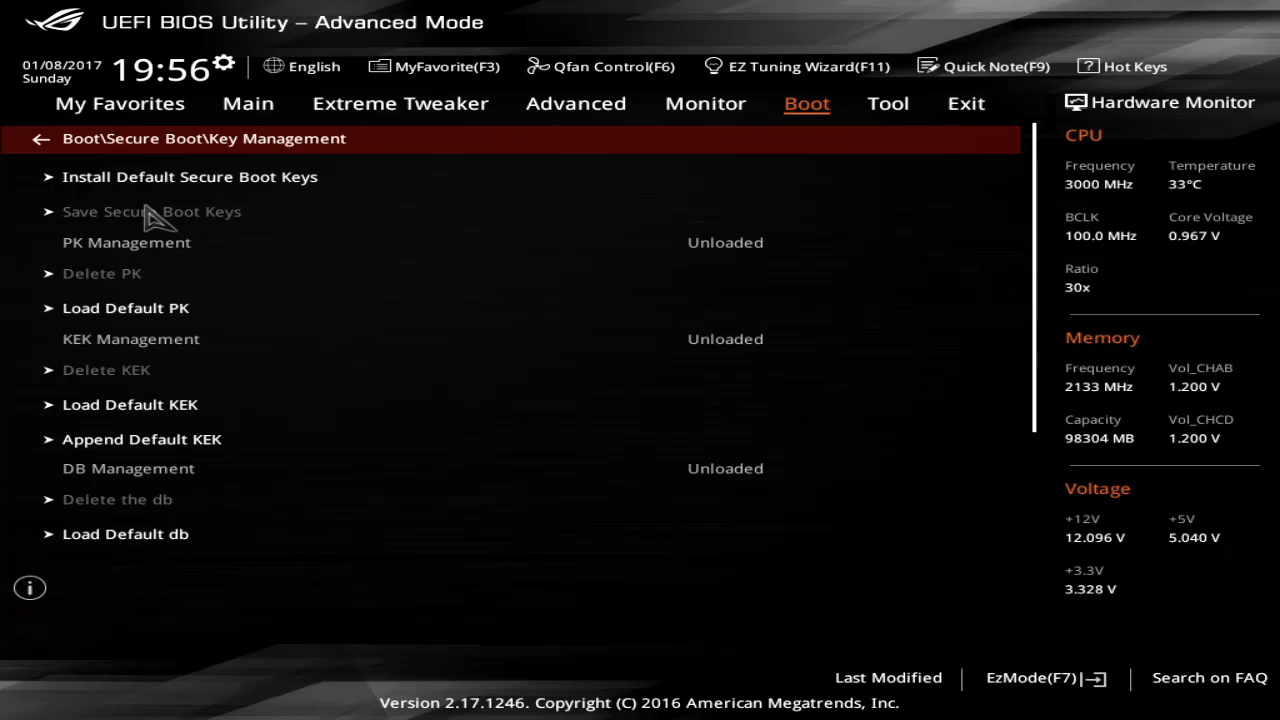 UEFI BIOS Utility – Advanced Mode
01/08/2017
Sunday
19:56
English
MyFavorite(F3)
Qfan Control(F6)
EZ Tuning Wizard(F11)
Quick Note(F9)
? Hot Keys
My Favorites Main Extreme Tweaker Advanced Monitor Boot Tool Exit
Hardware Monitor
← Boot\Secure Boot\Key Management
Install Default Secure Boot Keys
Save Secure Boot Keys
PK Management Unloaded
Delete PK
Load Default PK
KEK Management Unloaded
Delete KEK
Load Default KEK
Append Default KEK
DB Management Unloaded
Delete the db
Load Default db
CPU
Frequency Temperature
3000 MHz 33°C
BCLK Core Voltage
100.0 MHz 0.967 V
Ratio
30x
Memory
Frequency Vol_CHAB
2133 MHz 1.200 V
Capacity Vol_CHCD
98304 MB 1.200 V
Voltage
+12V +5V
12.096 V 5.040 V
+3.3V
3.328 V
i
Last Modified
EzMode(F7)
Search on FAQ
Version 2.17.1246. Copyright (C) 2016 American Megatrends, Inc.